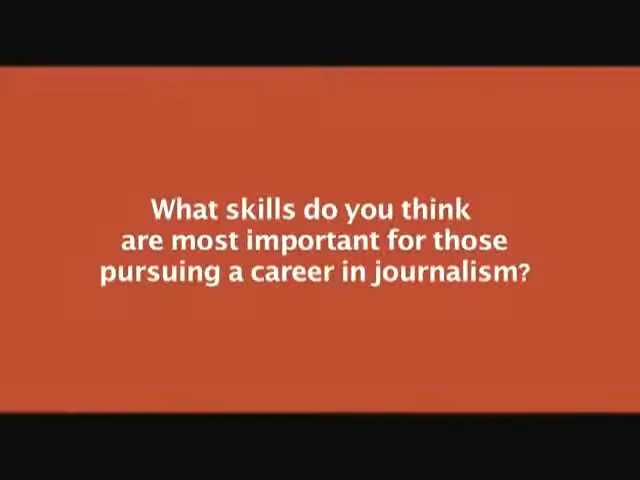 What skills do you think
are most important for those
pursuing a career in journalism?